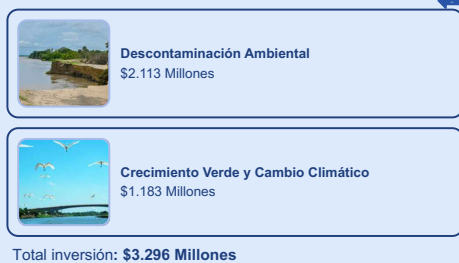 Descontaminación Ambiental
$2.113 Millones
Crecimiento Verde y Cambio Climático
$1.183 Millones
Total inversión: $3.296 Millones